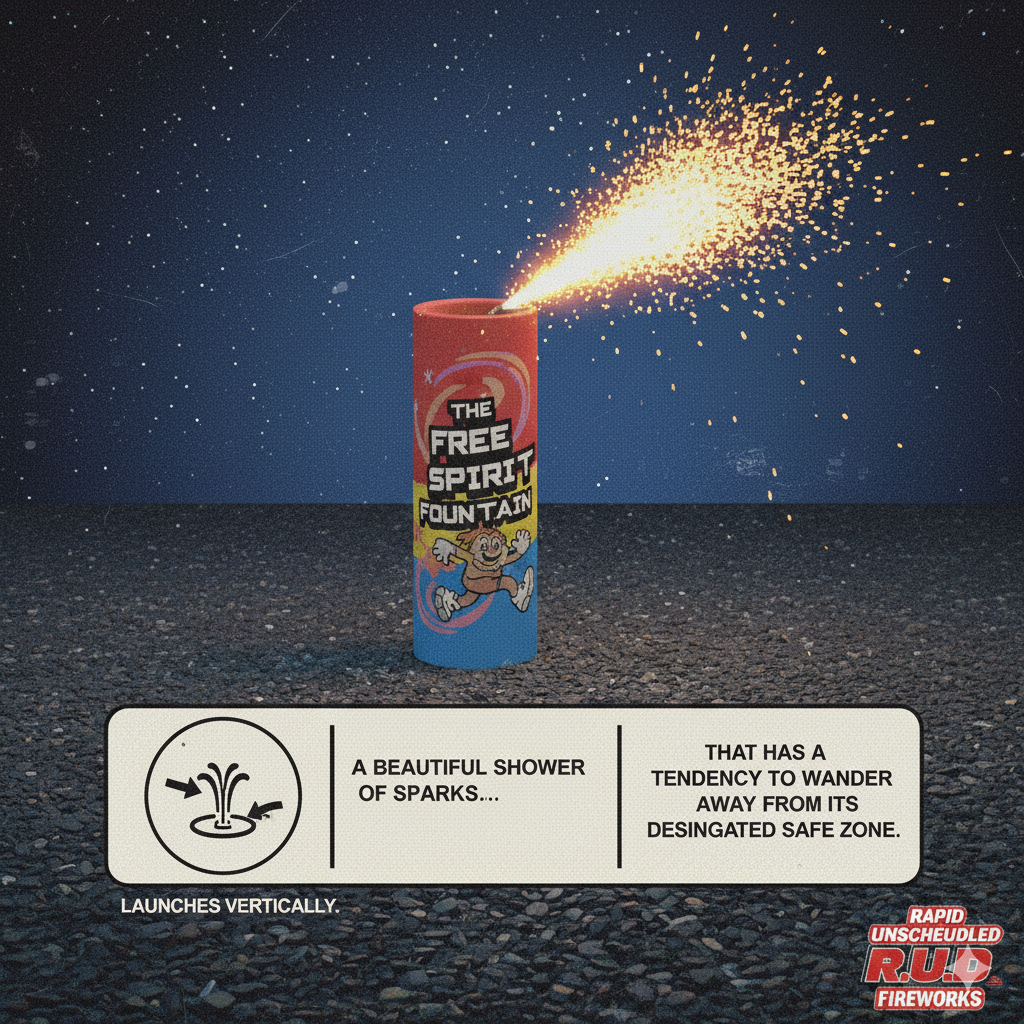 THE
FREE
SPIRIT
FOUNTAIN
A BEAUTIFUL SHOWER
OF SPARKS....
THAT HAS A
TENDENCY TO WANDER
AWAY FROM ITS
DESINGATED SAFE ZONE.
LAUNCHES VERTICALLY.
RAPID
UNSCHEUDLED
R.U.D.
FIREWORKS